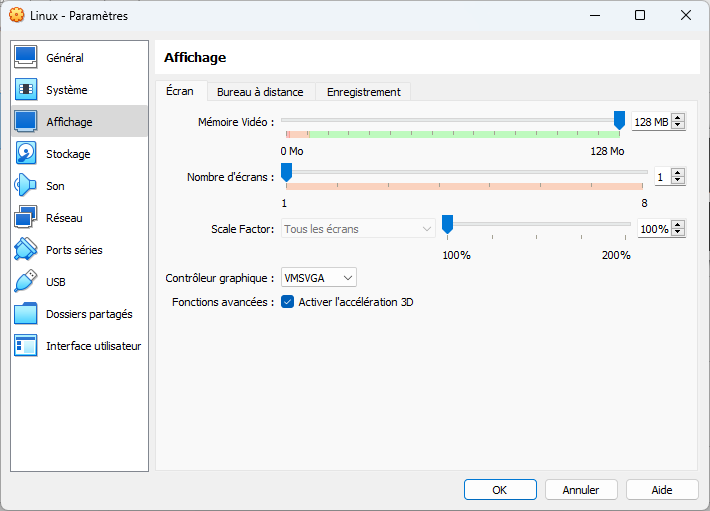 Linux - Paramètres
Général
Système
Affichage
Stockage
Son
Réseau
Ports séries
USB
Dossiers partagés
Interface utilisateur
Affichage
Écran
Bureau à distance
Enregistrement
Mémoire Vidéo :
128 MB
0 Mo
128 Mo
Nombre d'écrans :
1
1
8
Scale Factor:
Tous les écrans
100%
100%
200%
Contrôleur graphique :
VMSVGA
Fonctions avancées :
Activer l'accélération 3D
OK
Annuler
Aide